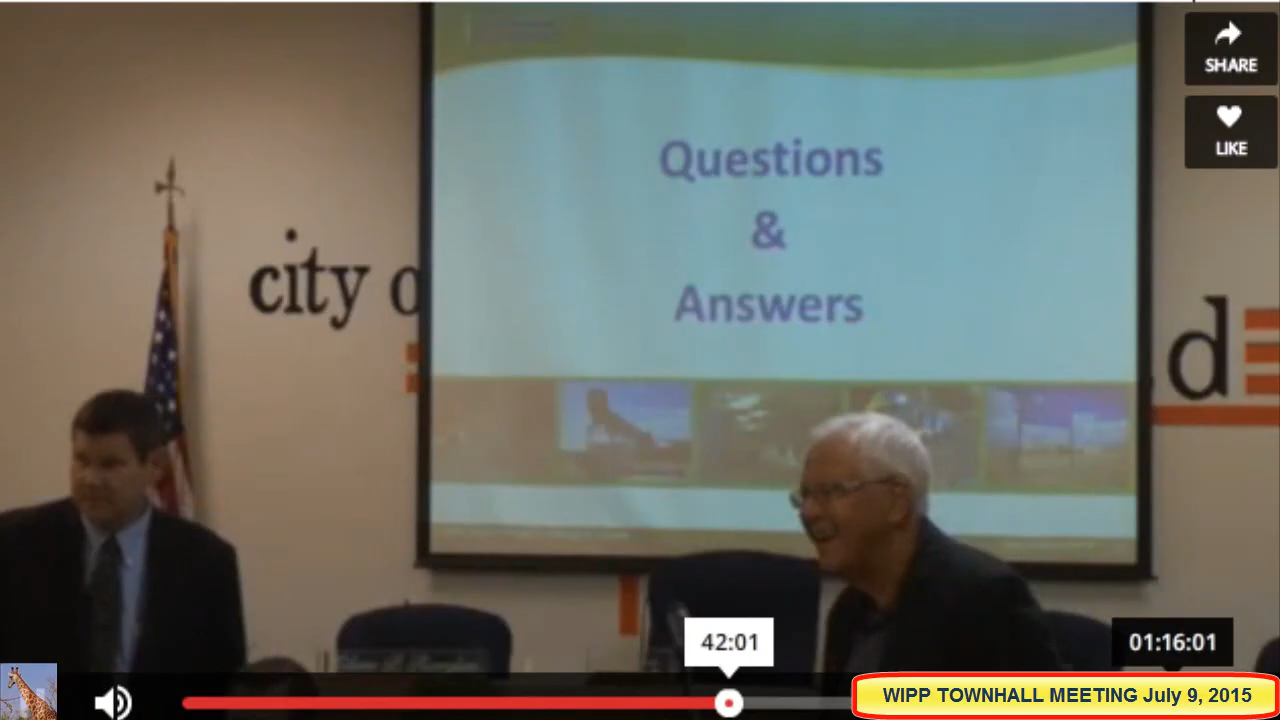 SHARE
LIKE
Questions
&
Answers
city o
d
42:01
01:16:01
WIPP TOWNHALL MEETING July 9, 2015